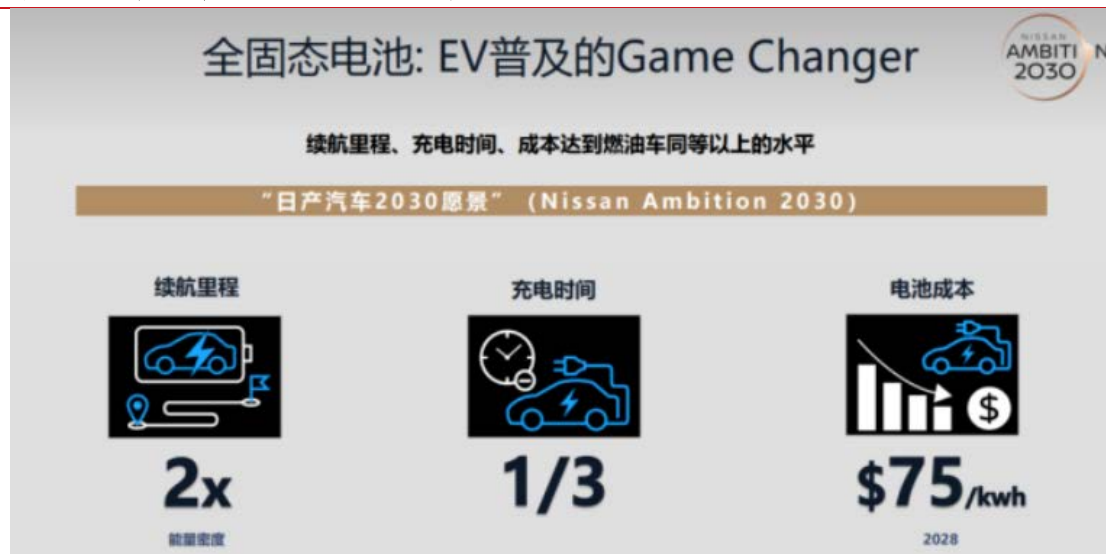 全固态电池: EV普及的Game Changer
NISSAN
AMBITI N
2030
续航里程、充电时间、成本达到燃油车同等以上的水平
“日产汽车2030愿景” (Nissan Ambition 2030)
续航里程
充电时间
电池成本
$
2x
1/3
$75/kwh
能量密度
2028